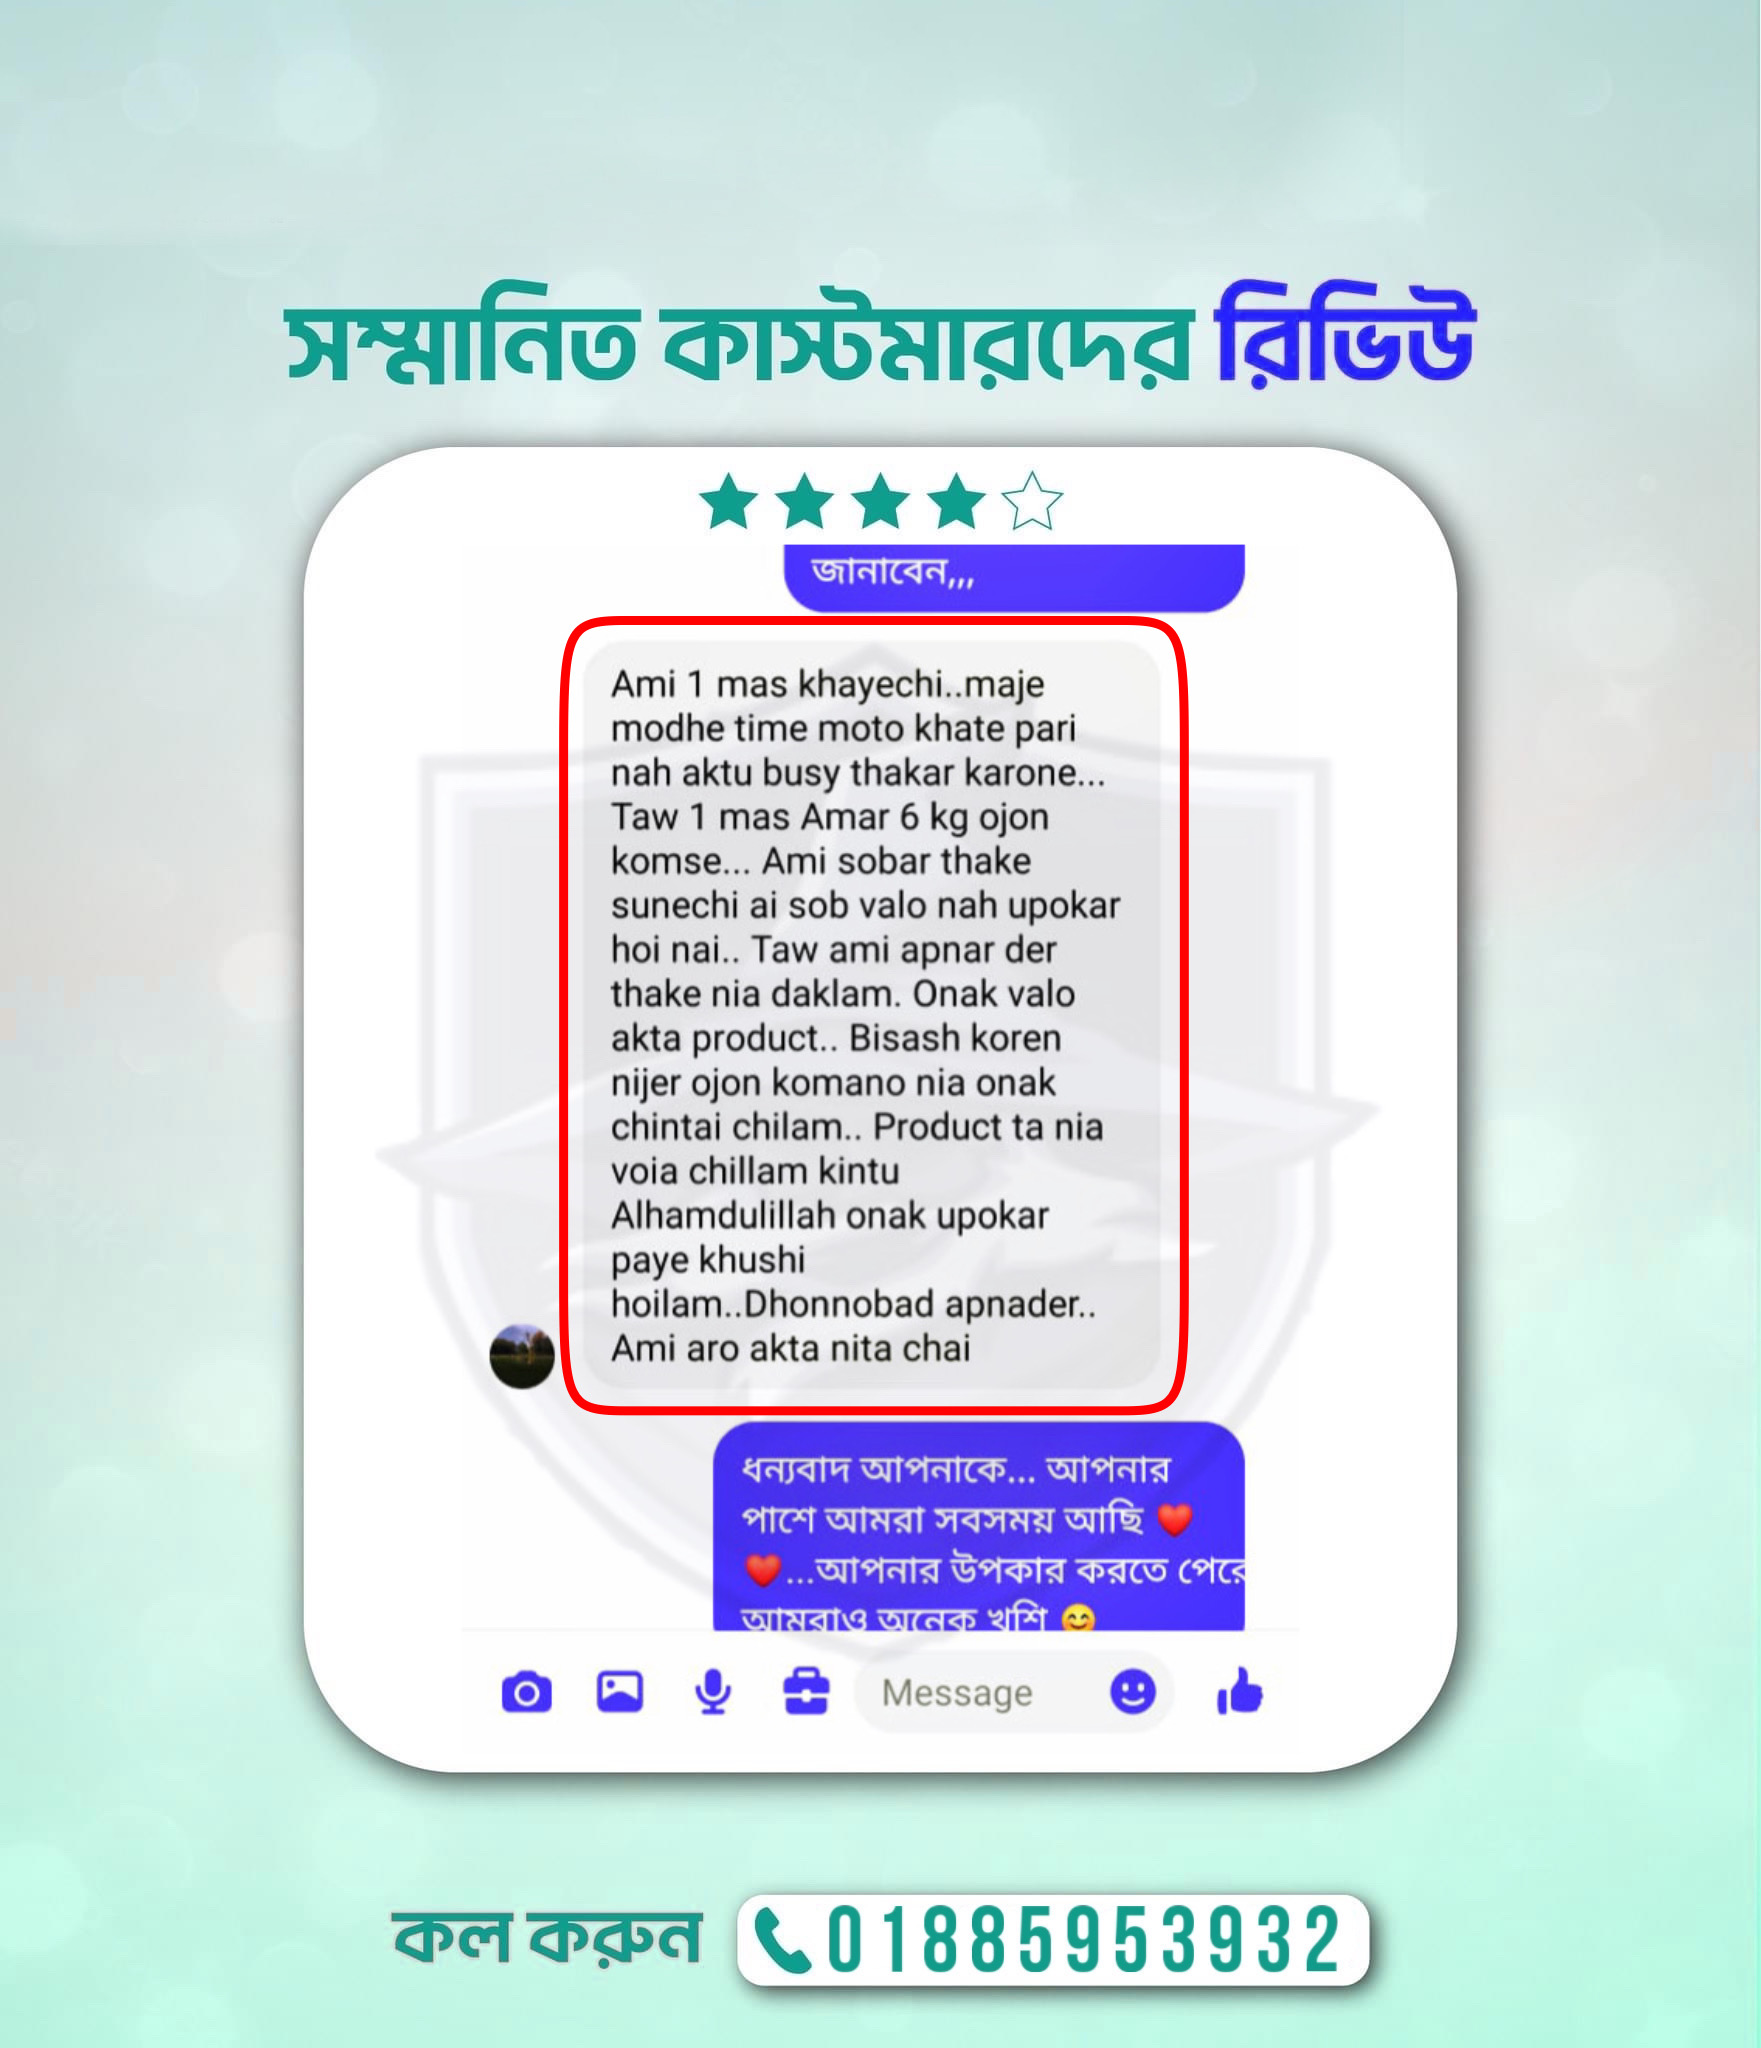 সম্মানিত কাস্টমারদের রিভিউ
জানাবেন,,,
Ami 1 mas khayechi..maje
modhe time moto khate pari
nah aktu busy thakar karone...
Taw 1 mas Amar 6 kg ojon
komse... Ami sobar thake
sunechi ai sob valo nah upokar
hoi nai.. Taw ami apnar der
thake nia daklam. Onak valo
akta product.. Bisash koren
nijer ojon komano nia onak
chintai chilam.. Product ta nia
voia chillam kintu
Alhamdulillah onak upokar
paye khushi
hoilam..Dhonnobad apnader..
Ami aro akta nita chai
ধন্যবাদ আপনাকে... আপনার
পাশে আমরা সবসময় আছি ❤️
❤️...আপনার উপকার করতে পেরে
আমরাও অনেক খুশি 😊
Message
কল করুন 01885953932